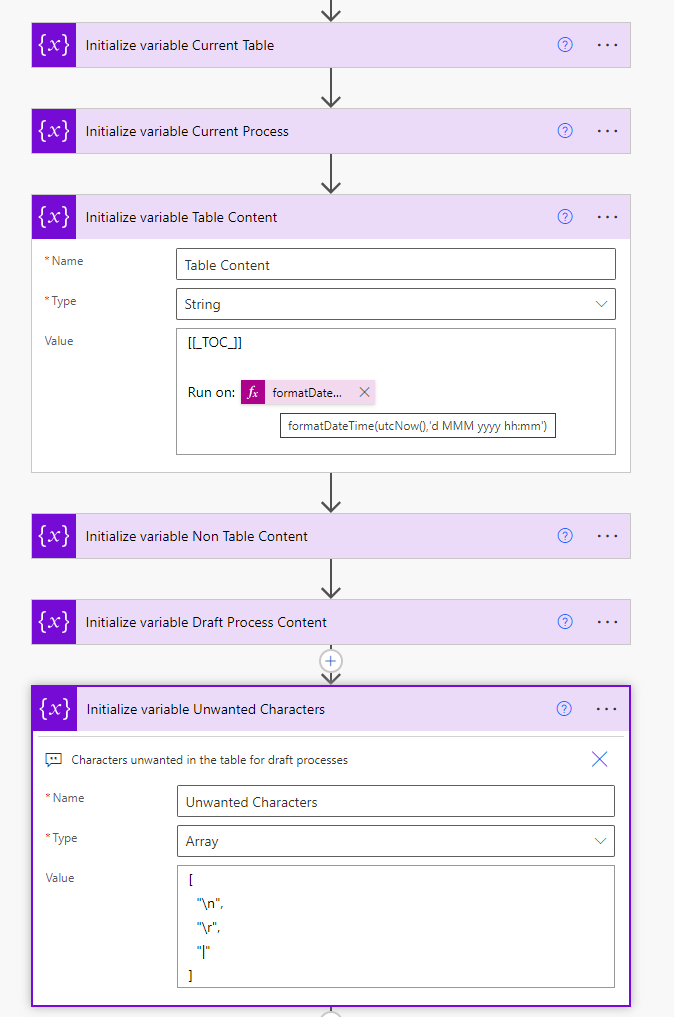 {x} Initialize variable Current Table
{x} Initialize variable Current Process
{x} Initialize variable Table Content
* Name Table Content
* Type String
Value [[_TOC_]]
Run on: fx formatDate...
formatDateTime(utcNow(),'d MMM yyyy hh:mm')
{x} Initialize variable Non Table Content
{x} Initialize variable Draft Process Content
{x} Initialize variable Unwanted Characters
Characters unwanted in the table for draft processes
* Name Unwanted Characters
* Type Array
Value [
"\n",
"\r",
"|"
]